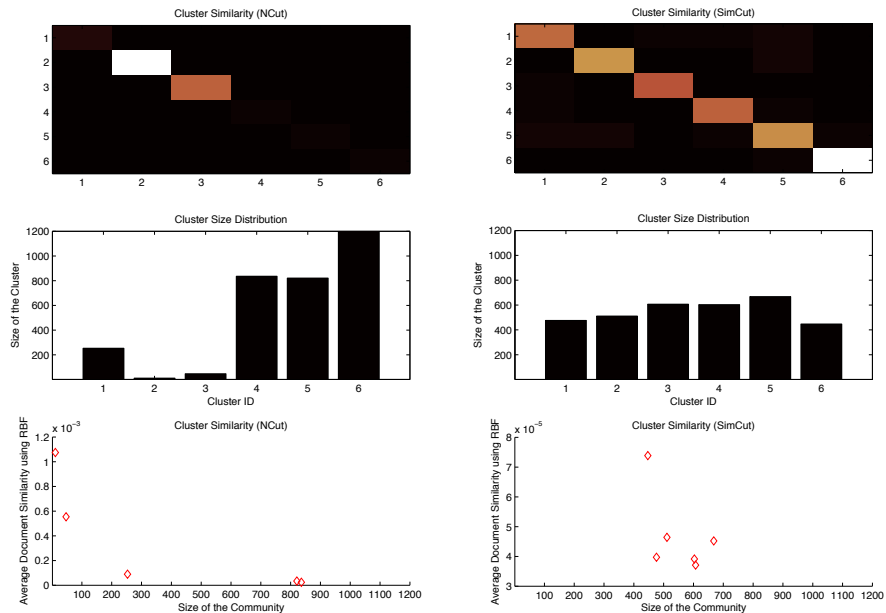 Cluster Similarity (NCut)
1
2
3
4
5
6
1 2 3 4 5 6
Cluster Similarity (SimCut)
1
2
3
4
5
6
1 2 3 4 5 6
Cluster Size Distribution
Size of the Cluster
1200
1000
800
600
400
200
1 2 3 4 5 6
Cluster ID
Cluster Size Distribution
Size of the Cluster
1200
1000
800
600
400
200
1 2 3 4 5 6
Cluster ID
Cluster Similarity (NCut)
Average Document Similarity using RBF
x 10⁻³
1.2
1
0.8
0.6
0.4
0.2
0
100 200 300 400 500 600 700 800 900 1000 1100 1200
Size of the Community
Cluster Similarity (SimCut)
Average Document Similarity using RBF
x 10⁻⁵
8
7
6
5
4
3
100 200 300 400 500 600 700 800 900 1000 1100 1200
Size of the Community